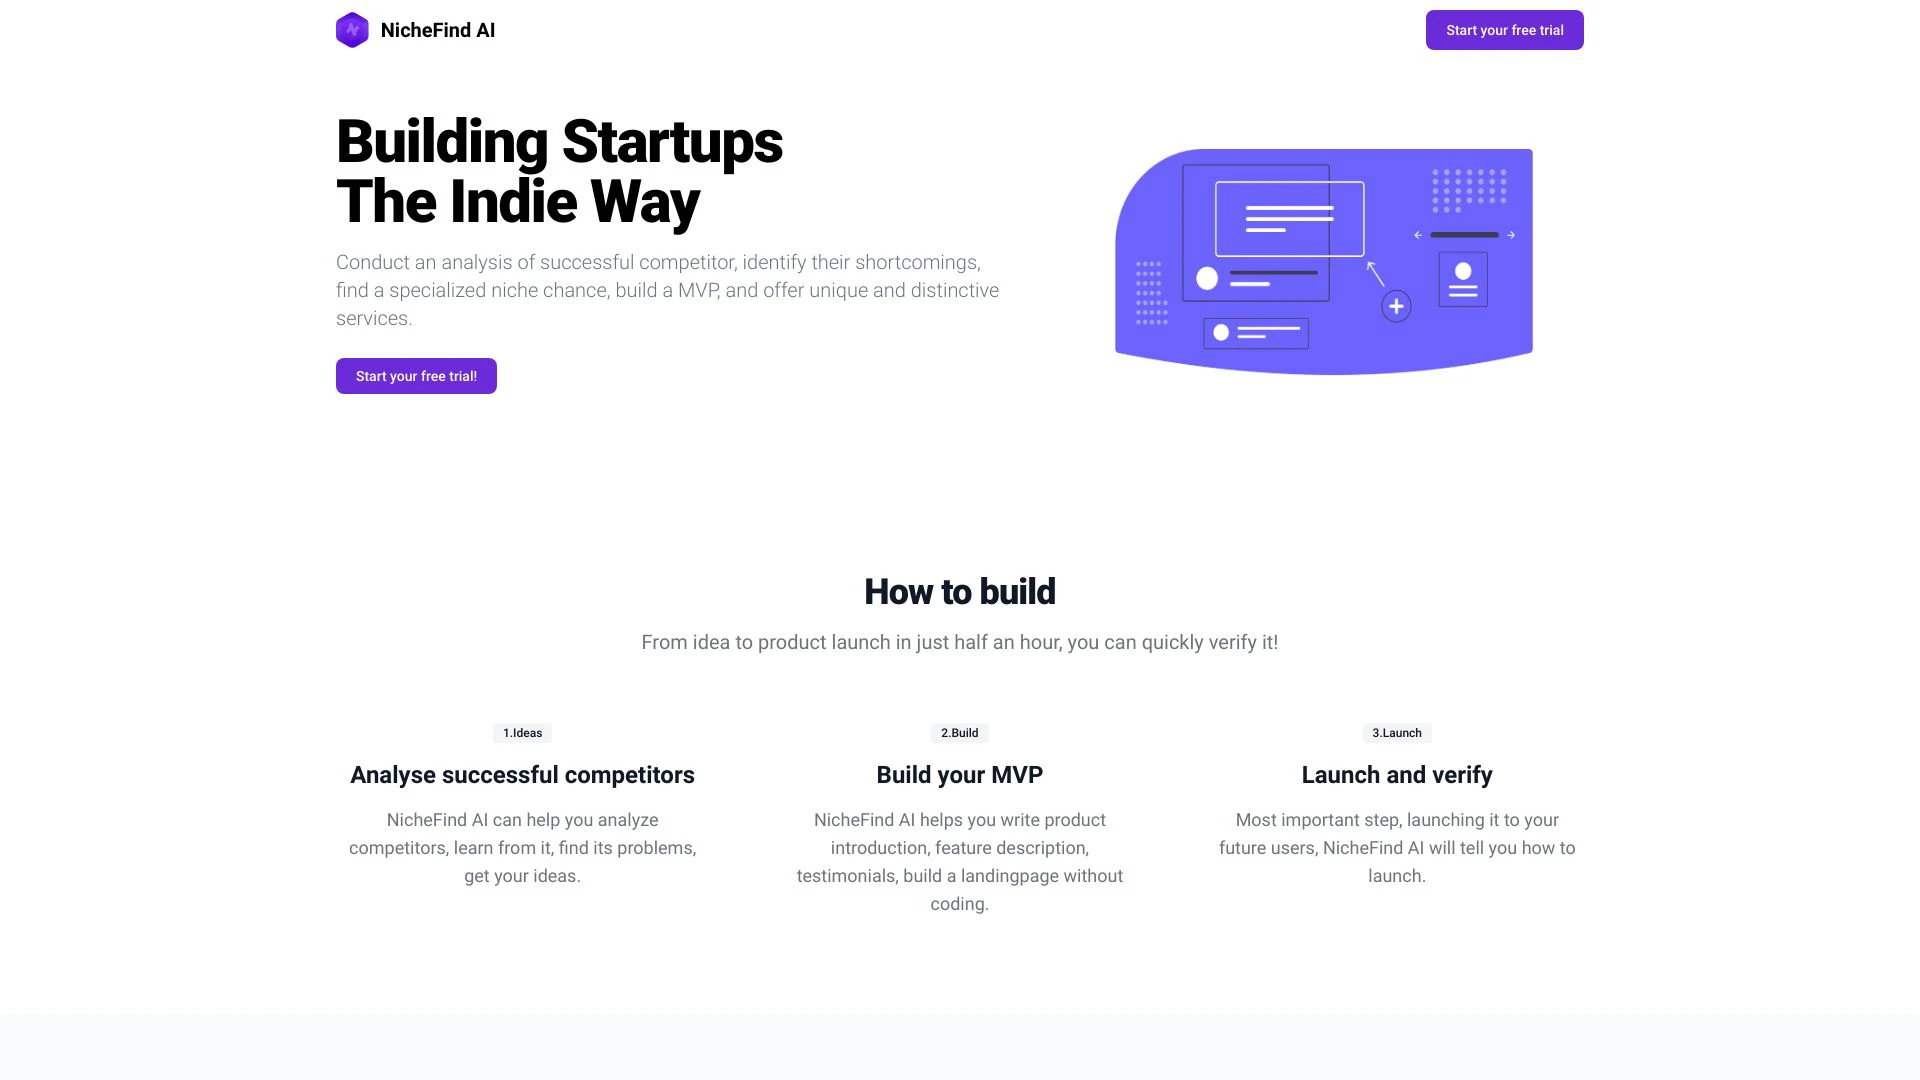 NicheFind AI
Start your free trial
Building Startups
The Indie Way
Conduct an analysis of successful competitor, identify their shortcomings,
find a specialized niche chance, build a MVP, and offer unique and distinctive
services.
Start your free trial!
How to build
From idea to product launch in just half an hour, you can quickly verify it!
1.Ideas
Analyse successful competitors
NicheFind AI can help you analyze
competitors, learn from it, find its problems,
get your ideas.
2.Build
Build your MVP
NicheFind AI helps you write product
introduction, feature description,
testimonials, build a landingpage without
coding.
3.Launch
Launch and verify
Most important step, launching it to your
future users, NicheFind AI will tell you how to
launch.